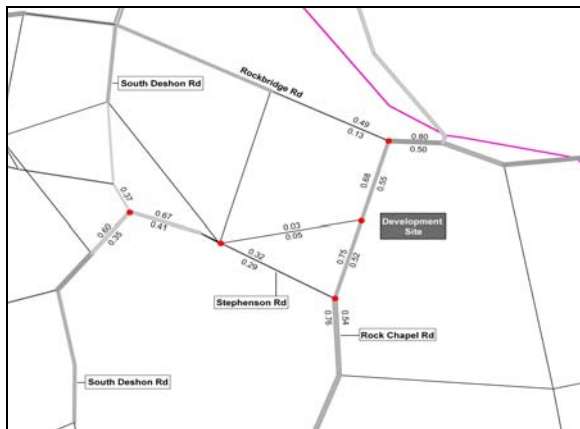 South Deshon Rd
Rockbridge Rd
0.49
0.13
0.80
0.50
0.68
0.55
0.37
0.67
0.41
0.03
0.05
Development
Site
0.60
0.35
0.32
0.29
0.75
0.52
Stephenson Rd
0.76
0.54
Rock Chapel Rd
South Deshon Rd